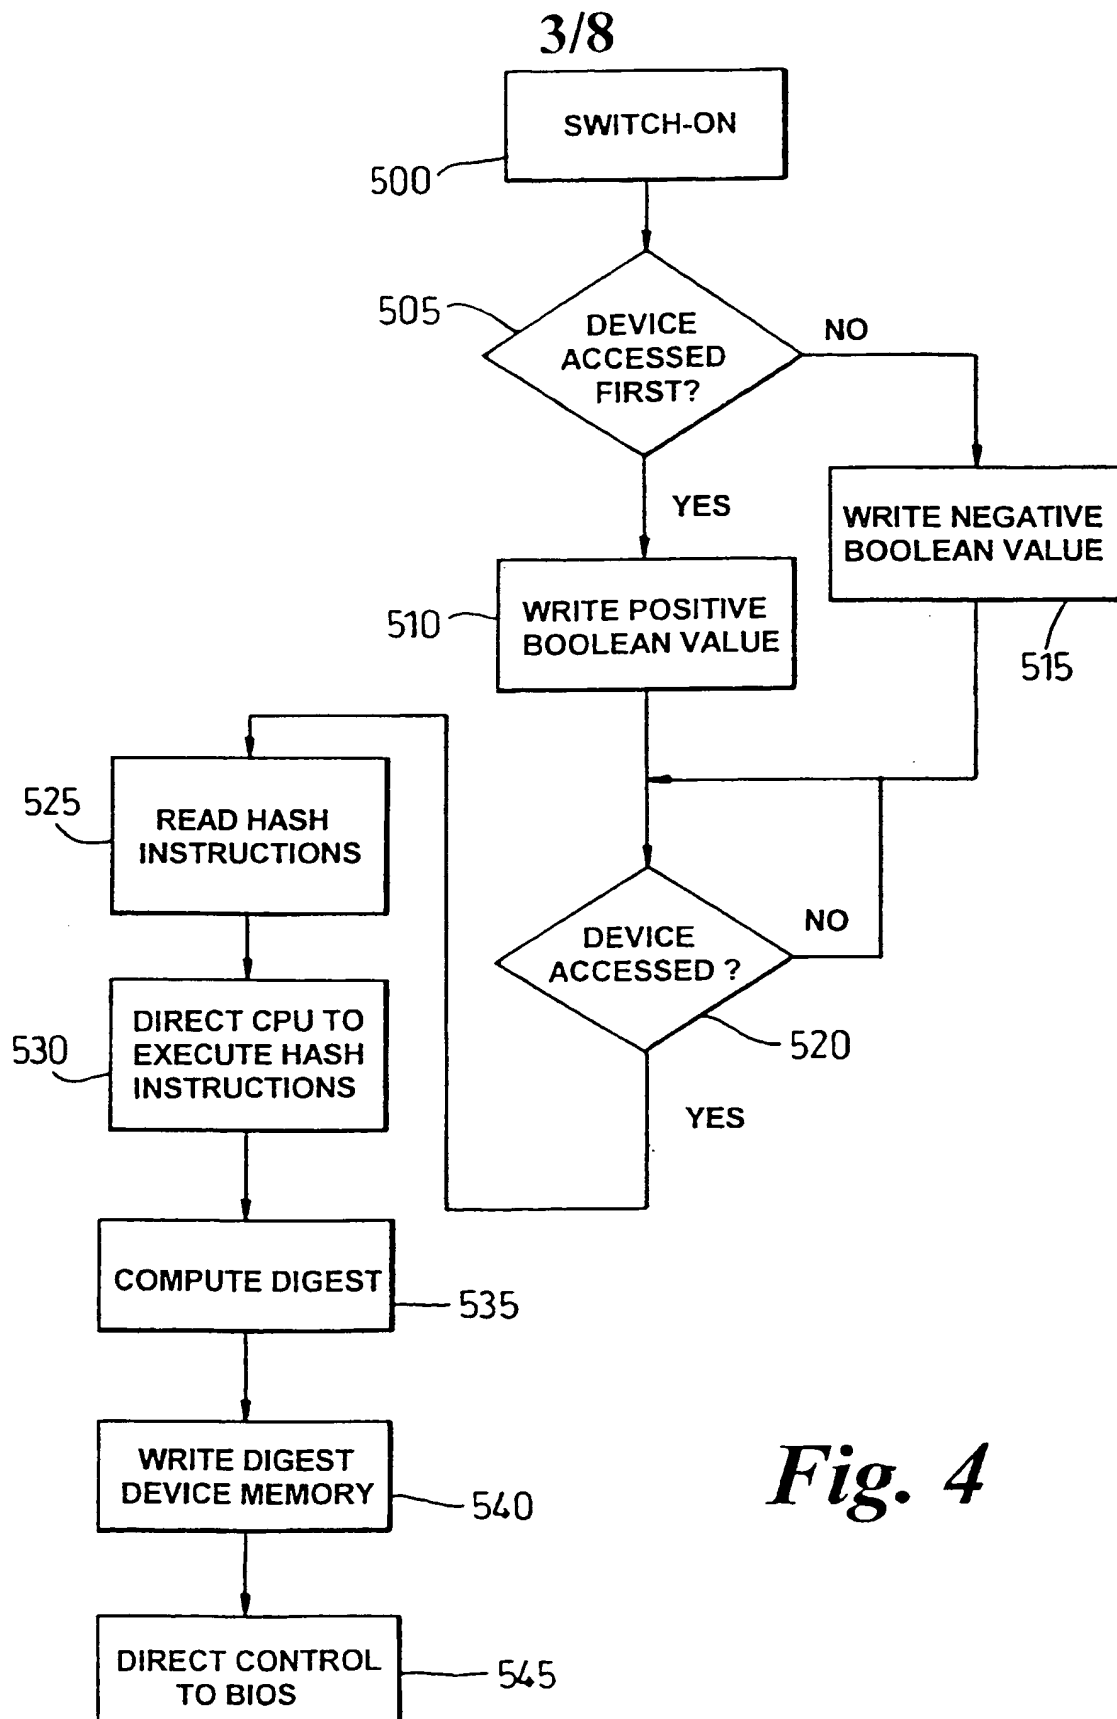 3/8
SWITCH-ON
500
505
DEVICE
ACCESSED
FIRST?
NO
YES
WRITE NEGATIVE
BOOLEAN VALUE
515
510
WRITE POSITIVE
BOOLEAN VALUE
525
READ HASH
INSTRUCTIONS
DEVICE
ACCESSED ?
NO
520
YES
530
DIRECT CPU TO
EXECUTE HASH
INSTRUCTIONS
COMPUTE DIGEST
535
WRITE DIGEST
DEVICE MEMORY
540
Fig. 4
DIRECT CONTROL
TO BIOS
545